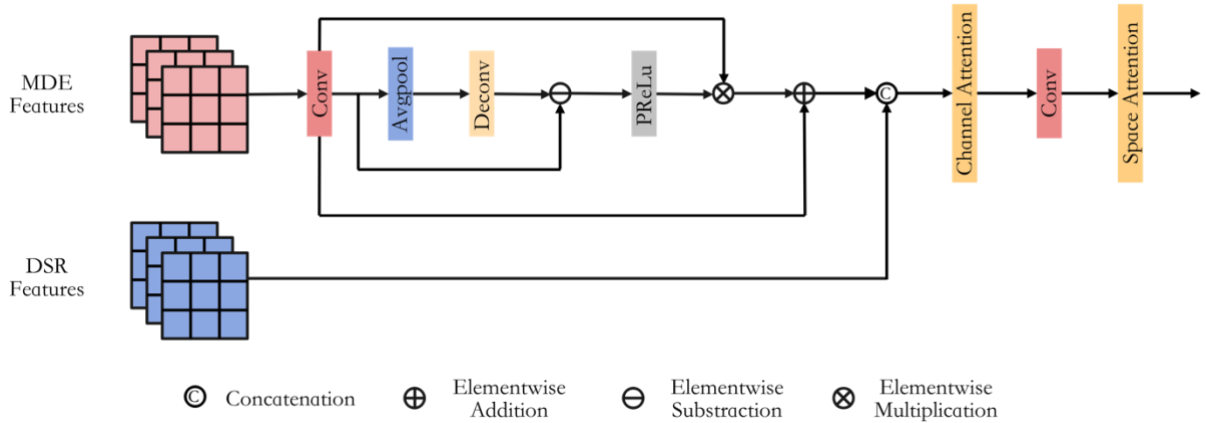 MDE
Features
Conv
Avgpool
Deconv
PReLu
C
Channel Attention
Conv
Space Attention
DSR
Features
C
Concatenation
Elementwise
Addition
Elementwise
Substraction
Elementwise
Multiplication